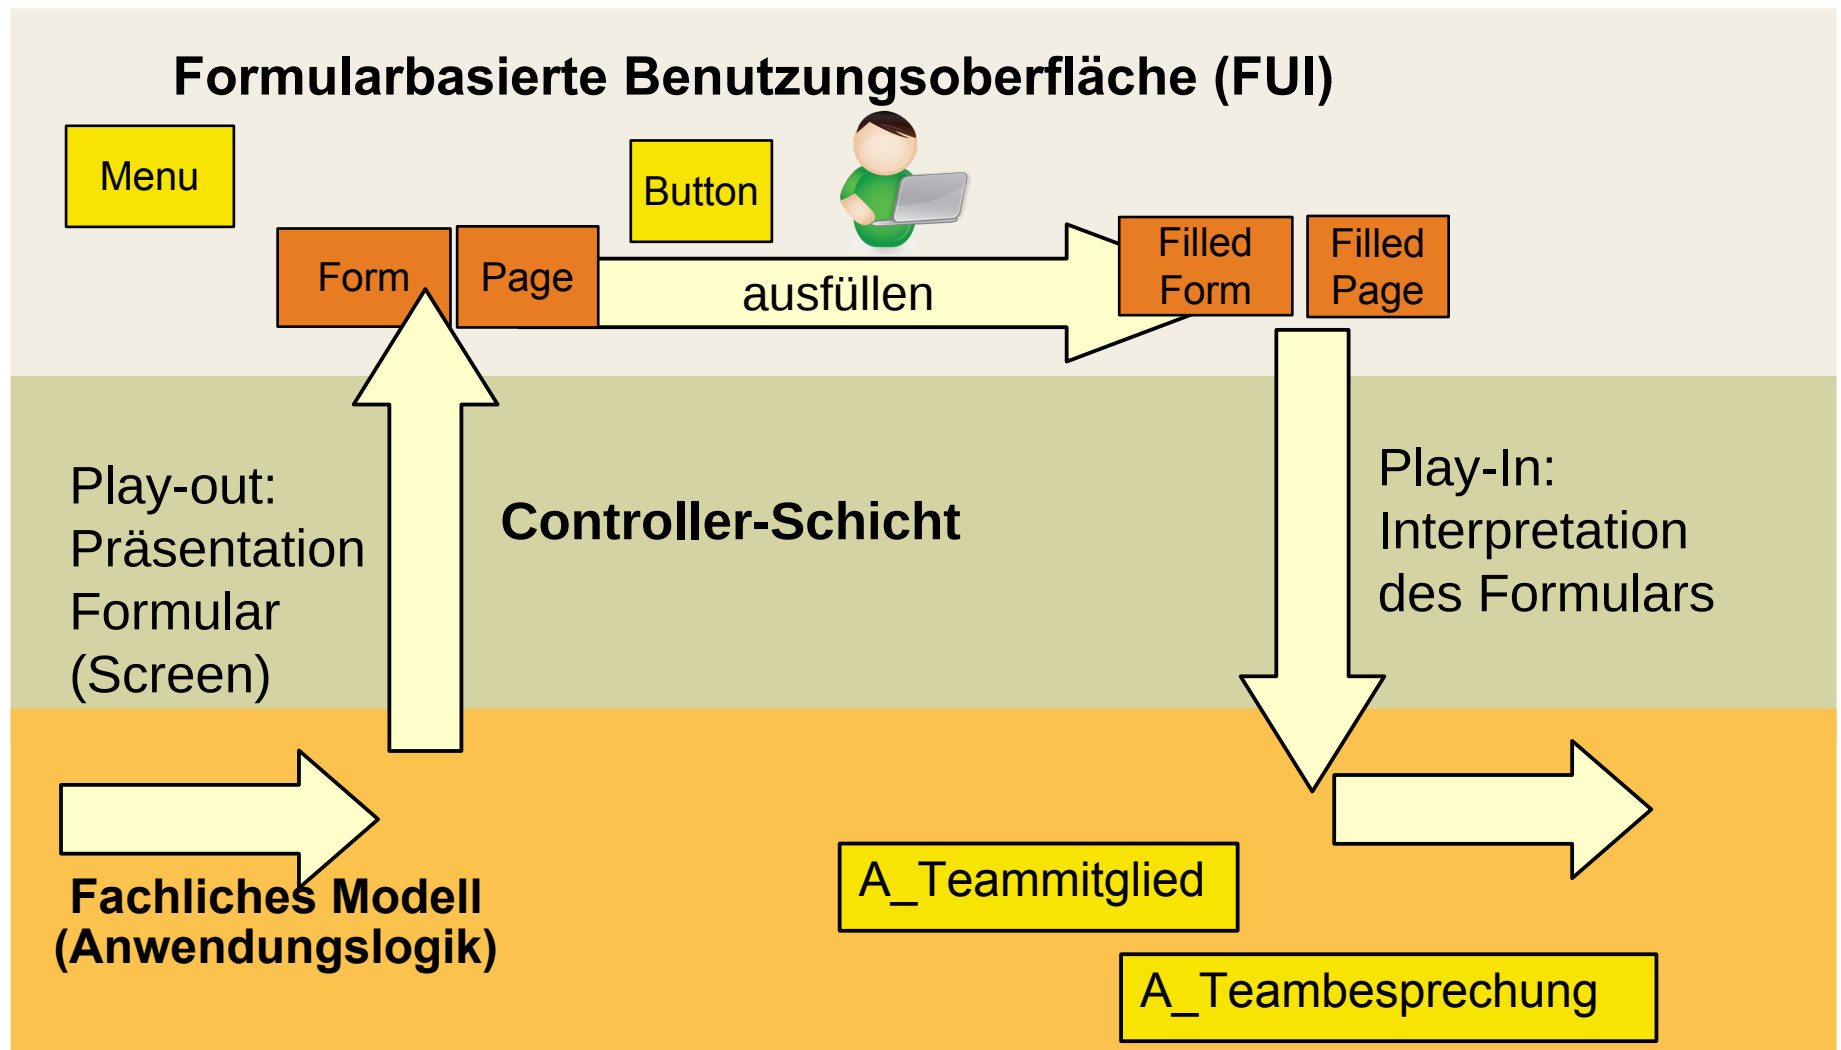 Formularbasierte Benutzungsoberfläche (FUI)
Menu
Button
Form
Page
ausfüllen
Filled
Form
Filled
Page
Play-out:
Präsentation
Formular
(Screen)
Controller-Schicht
Play-In:
Interpretation
des Formulars
Fachliches Modell
(Anwendungslogik)
A_Teammitglied
A_Teambesprechung